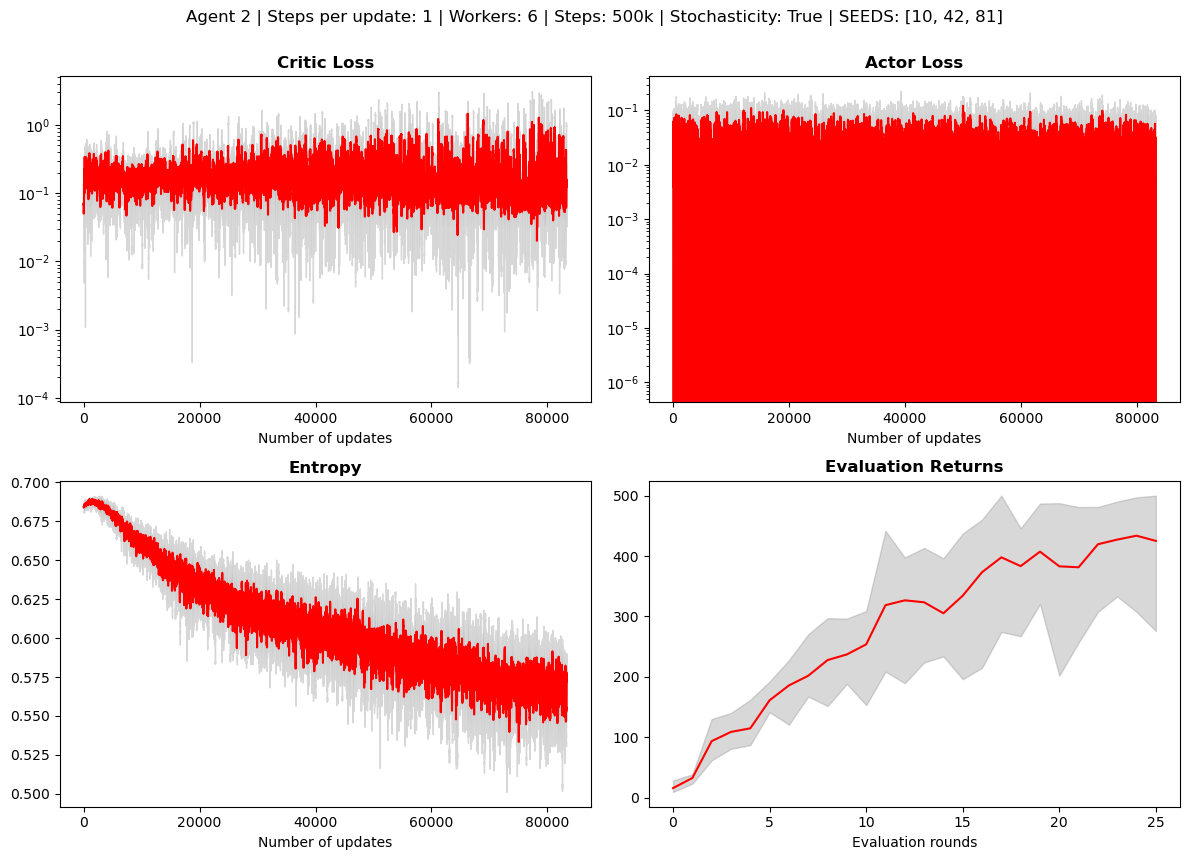 Agent 2 | Steps per update: 1 | Workers: 6 | Steps: 500k | Stochasticity: True | SEEDS: [10, 42, 81]
Critic Loss
10⁰
10⁻¹
10⁻²
10⁻³
10⁻⁴
0 20000 40000 60000 80000
Number of updates
Actor Loss
10⁻¹
10⁻²
10⁻³
10⁻⁴
10⁻⁵
10⁻⁶
0 20000 40000 60000 80000
Number of updates
Entropy
0.700
0.675
0.650
0.625
0.600
0.575
0.550
0.525
0.500
0 20000 40000 60000 80000
Number of updates
Evaluation Returns
500
400
300
200
100
0
0 5 10 15 20 25
Evaluation rounds